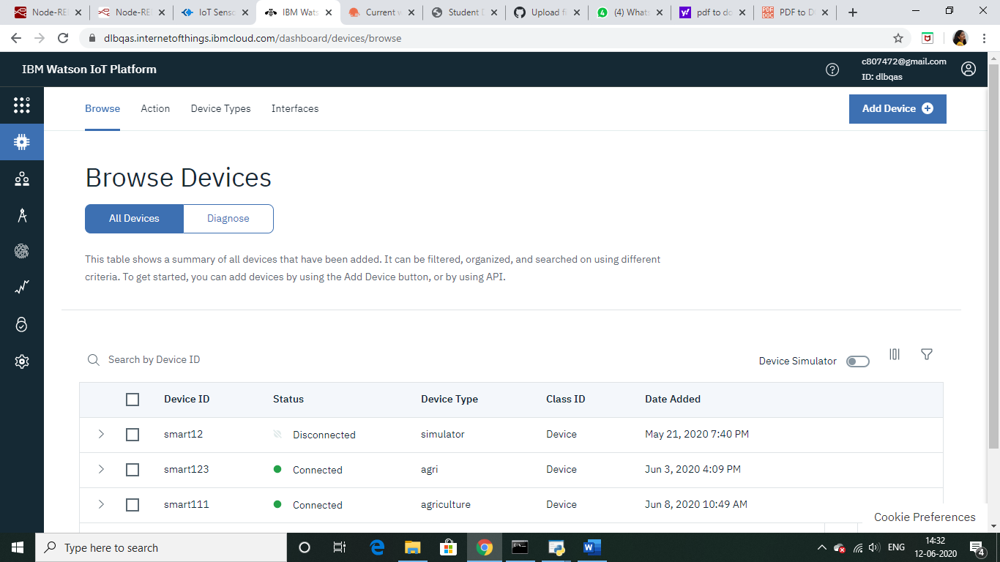 Node-RE
Node-RE
IoT Senso
IBM Wats
Current w
Student D
Upload fi
(4) Whats
pdf to do
PDF to D
dlbqas.internetofthings.ibmcloud.com/dashboard/devices/browse
IBM Watson IoT Platform
c807472@gmail.com
ID: dlbqas
Browse Action Device Types Interfaces
Add Device
Browse Devices
All Devices Diagnose
This table shows a summary of all devices that have been added. It can be filtered, organized, and searched on using different
criteria. To get started, you can add devices by using the Add Device button, or by using API.
Search by Device ID
Device Simulator
Device ID Status Device Type Class ID Date Added
smart12 Disconnected simulator Device May 21, 2020 7:40 PM
smart123 Connected agri Device Jun 3, 2020 4:09 PM
smart111 Connected agriculture Device Jun 8, 2020 10:49 AM
Cookie Preferences
Type here to search
ENG
14:32
12-06-2020
4